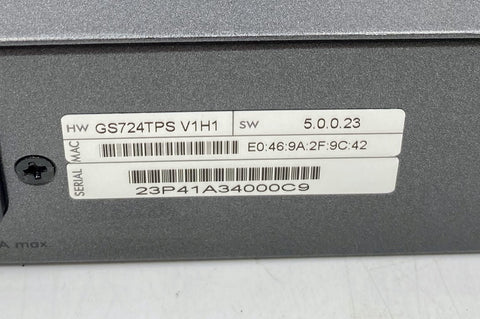 HW GS724TPS V1H1 SW 5.0.0.23
MAC E0:46:9A:2F:9C:42
SERIAL 23P41A34000C9
A max.